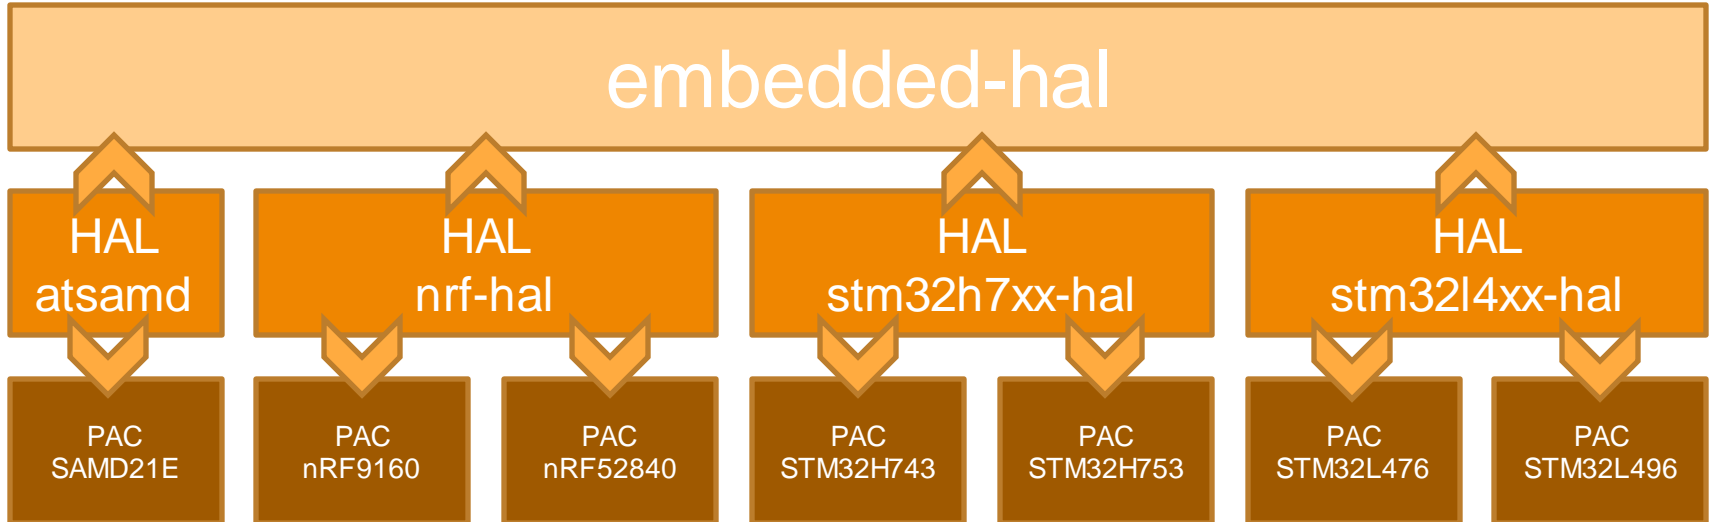 embedded-hal
HAL
atsamd
HAL
nrf-hal
HAL
stm32h7xx-hal
HAL
stm32l4xx-hal
PAC
SAMD21E
PAC
nRF9160
PAC
nRF52840
PAC
STM32H743
PAC
STM32H753
PAC
STM32L476
PAC
STM32L496